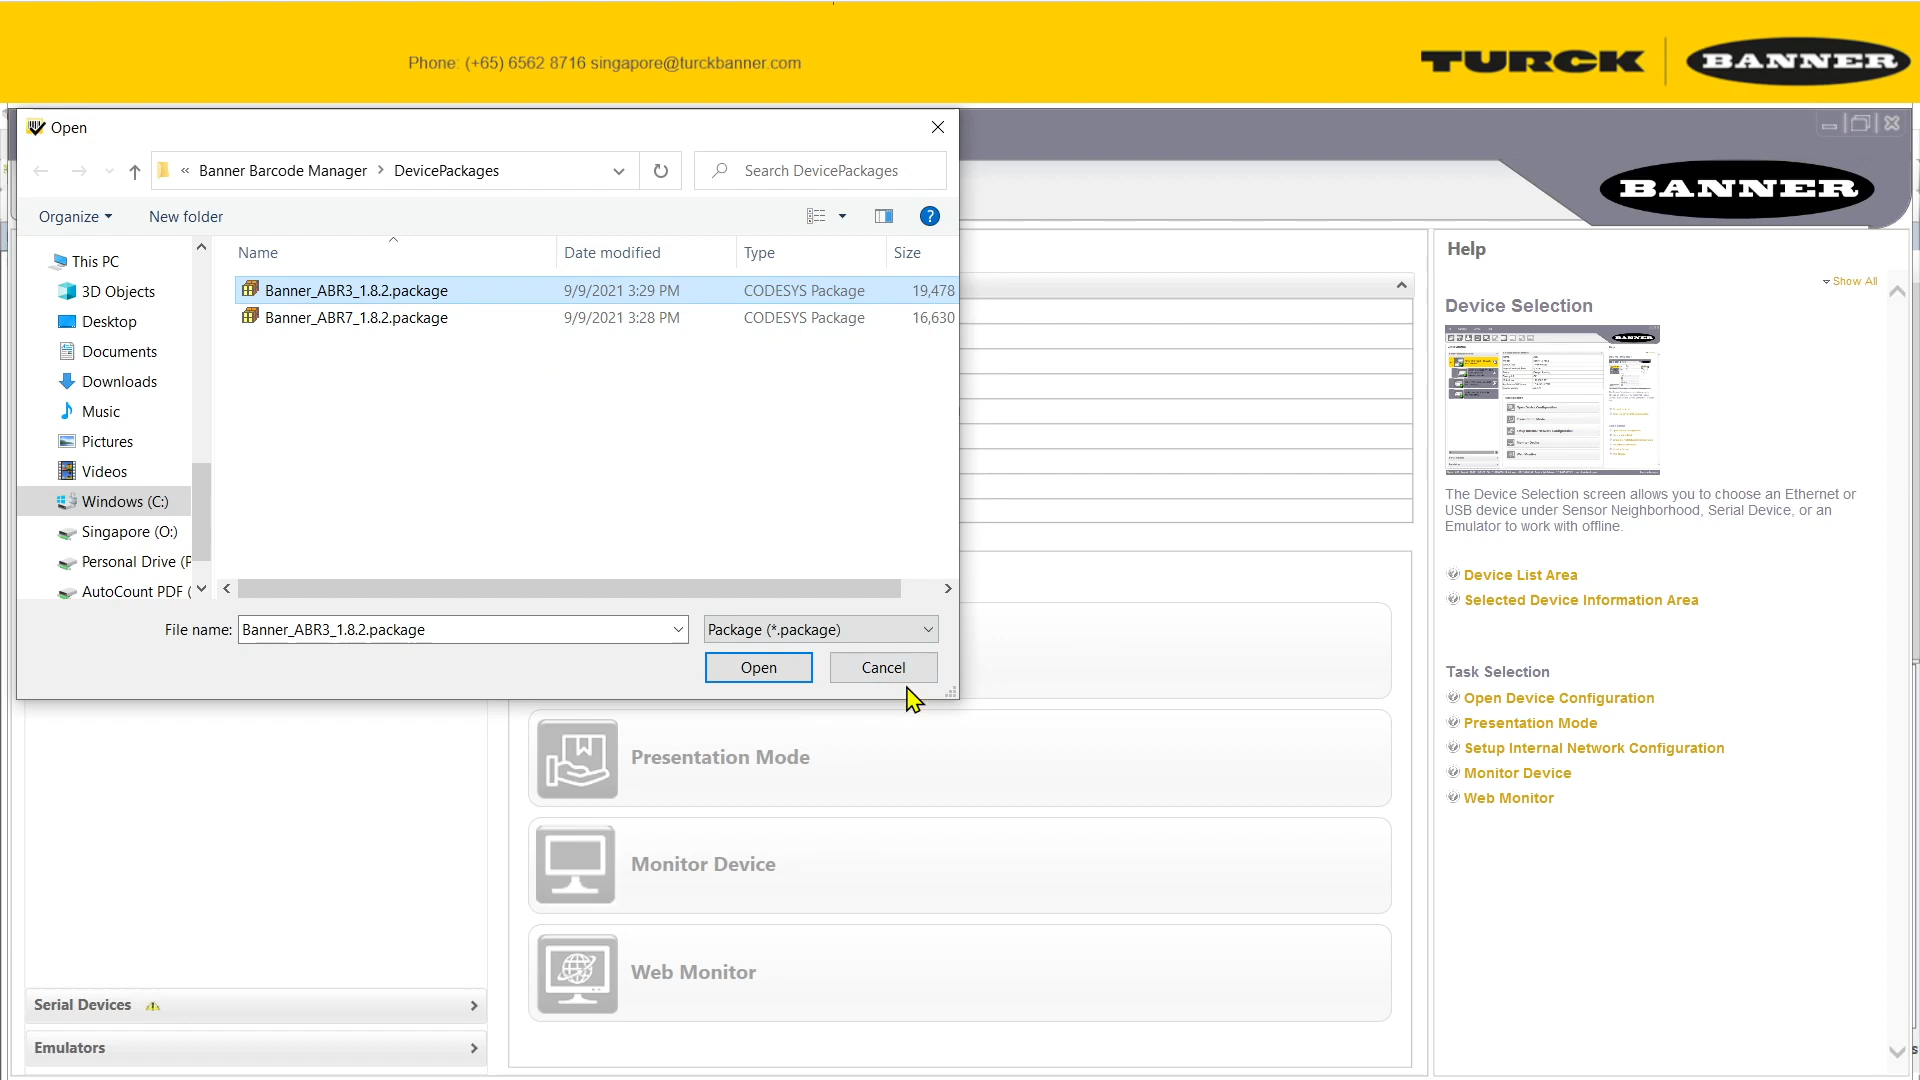 Phone: (+65) 6562 8716 singapore@turckbanner.com
TURCK
BANNER
Open
« Banner Barcode Manager > DevicePackages
Search DevicePackages
Organize
New folder
This PC
3D Objects
Desktop
Documents
Downloads
Music
Pictures
Videos
Windows (C:)
Singapore (O:)
Personal Drive (P
AutoCount PDF (
Name Date modified Type Size
Banner_ABR3_1.8.2.package 9/9/2021 3:29 PM CODESYS Package 19,478
Banner_ABR7_1.8.2.package 9/9/2021 3:28 PM CODESYS Package 16,630
File name: Banner_ABR3_1.8.2.package
Package (*.package)
Open
Cancel
BANNER
Presentation Mode
Monitor Device
Web Monitor
Serial Devices
Emulators
Help
Show All
Device Selection
BANNER
The Device Selection screen allows you to choose an Ethernet or
USB device under Sensor Neighborhood, Serial Device, or an
Emulator to work with offline.
Device List Area
Selected Device Information Area
Task Selection
Open Device Configuration
Presentation Mode
Setup Internal Network Configuration
Monitor Device
Web Monitor